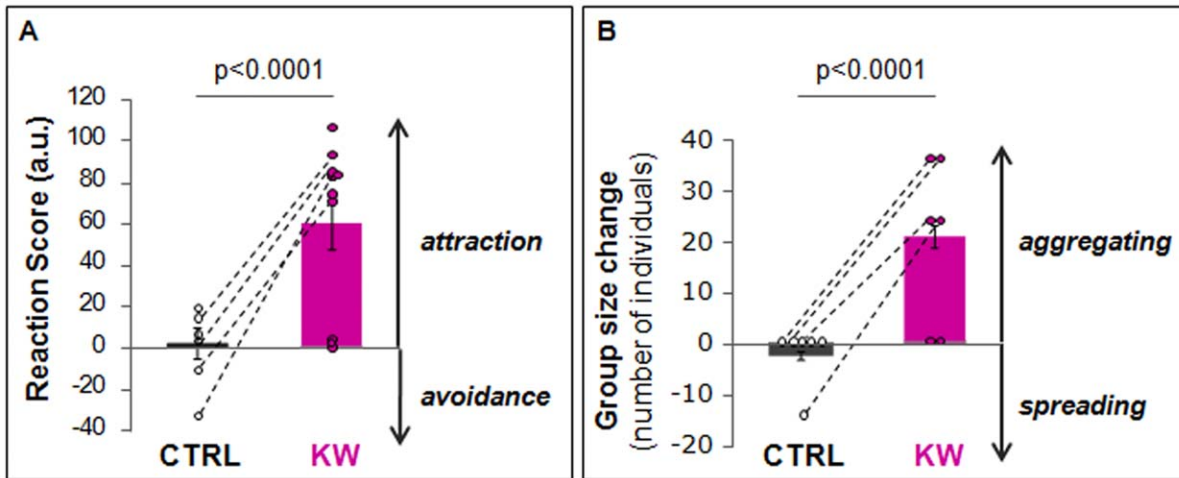 A
p<0.0001
Reaction Score (a.u.)
120
100
80
60
40
20
0
-20
-40
attraction
avoidance
CTRL
KW
B
p<0.0001
Group size change
(number of individuals)
40
30
20
10
0
-10
-20
aggregating
spreading
CTRL
KW